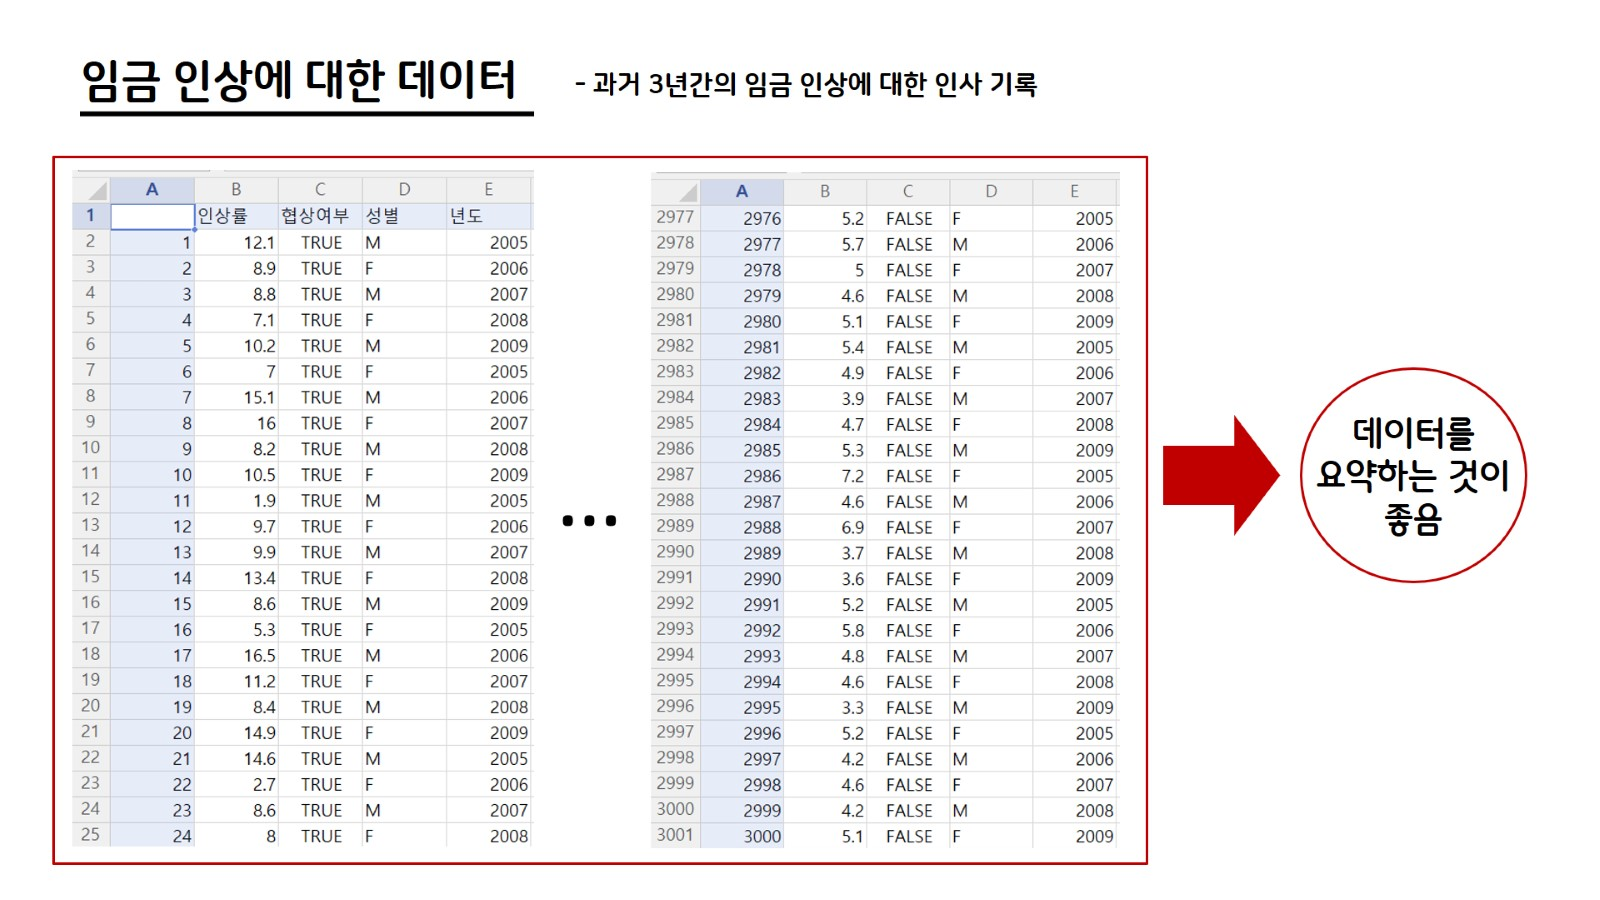 임금 인상에 대한 데이터
- 과거 3년간의 임금 인상에 대한 인사 기록
A B C D E
1 인상률 협상여부 성별 년도
2 1 12.1 TRUE M 2005
3 2 8.9 TRUE F 2006
4 3 8.8 TRUE M 2007
5 4 7.1 TRUE F 2008
6 5 10.2 TRUE M 2009
7 6 7 TRUE F 2005
8 7 15.1 TRUE M 2006
9 8 16 TRUE F 2007
10 9 8.2 TRUE M 2008
11 10 10.5 TRUE F 2009
12 11 1.9 TRUE M 2005
13 12 9.7 TRUE F 2006
14 13 9.9 TRUE M 2007
15 14 13.4 TRUE F 2008
16 15 8.6 TRUE M 2009
17 16 5.3 TRUE F 2005
18 17 16.5 TRUE M 2006
19 18 11.2 TRUE F 2007
20 19 8.4 TRUE M 2008
21 20 14.9 TRUE F 2009
22 21 14.6 TRUE M 2005
23 22 2.7 TRUE F 2006
24 23 8.6 TRUE M 2007
25 24 8 TRUE F 2008
...
A B C D E
2977 2976 5.2 FALSE F 2005
2978 2977 5.7 FALSE M 2006
2979 2978 5 FALSE F 2007
2980 2979 4.6 FALSE M 2008
2981 2980 5.1 FALSE F 2009
2982 2981 5.4 FALSE M 2005
2983 2982 4.9 FALSE F 2006
2984 2983 3.9 FALSE M 2007
2985 2984 4.7 FALSE F 2008
2986 2985 5.3 FALSE M 2009
2987 2986 7.2 FALSE F 2005
2988 2987 4.6 FALSE M 2006
2989 2988 6.9 FALSE F 2007
2990 2989 3.7 FALSE M 2008
2991 2990 3.6 FALSE F 2009
2992 2991 5.2 FALSE M 2005
2993 2992 5.8 FALSE F 2006
2994 2993 4.8 FALSE M 2007
2995 2994 4.6 FALSE F 2008
2996 2995 3.3 FALSE M 2009
2997 2996 5.2 FALSE F 2005
2998 2997 4.2 FALSE M 2006
2999 2998 4.6 FALSE F 2007
3000 2999 4.2 FALSE M 2008
3001 3000 5.1 FALSE F 2009
데이터를
요약하는 것이
좋음